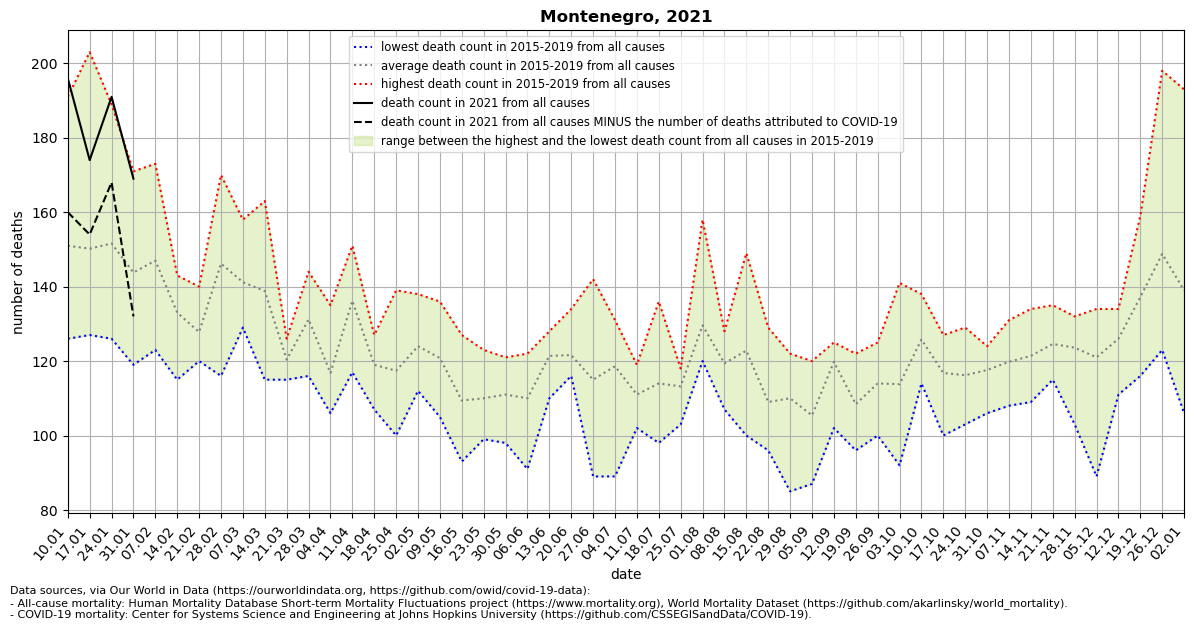 Montenegro, 2021
lowest death count in 2015-2019 from all causes
average death count in 2015-2019 from all causes
highest death count in 2015-2019 from all causes
death count in 2021 from all causes
death count in 2021 from all causes MINUS the number of deaths attributed to COVID-19
range between the highest and the lowest death count from all causes in 2015-2019
number of deaths
200
180
160
140
120
100
80
10.01 17.01 24.01 31.01 07.02 14.02 21.02 28.02 07.03 14.03 21.03 28.03 04.04 11.04 18.04 25.04 02.05 09.05 16.05 23.05 30.05 06.06 13.06 20.06 27.06 04.07 11.07 18.07 25.07 01.08 08.08 15.08 22.08 29.08 05.09 12.09 19.09 26.09 03.10 10.10 17.10 24.10 31.10 07.11 14.11 21.11 28.11 05.12 12.12 19.12 26.12 02.01
date
Data sources, via Our World in Data (https://ourworldindata.org, https://github.com/owid/covid-19-data):
- All-cause mortality: Human Mortality Database Short-term Mortality Fluctuations project (https://www.mortality.org), World Mortality Dataset (https://github.com/akarlinsky/world_mortality).
- COVID-19 mortality: Center for Systems Science and Engineering at Johns Hopkins University (https://github.com/CSSEGISandData/COVID-19).